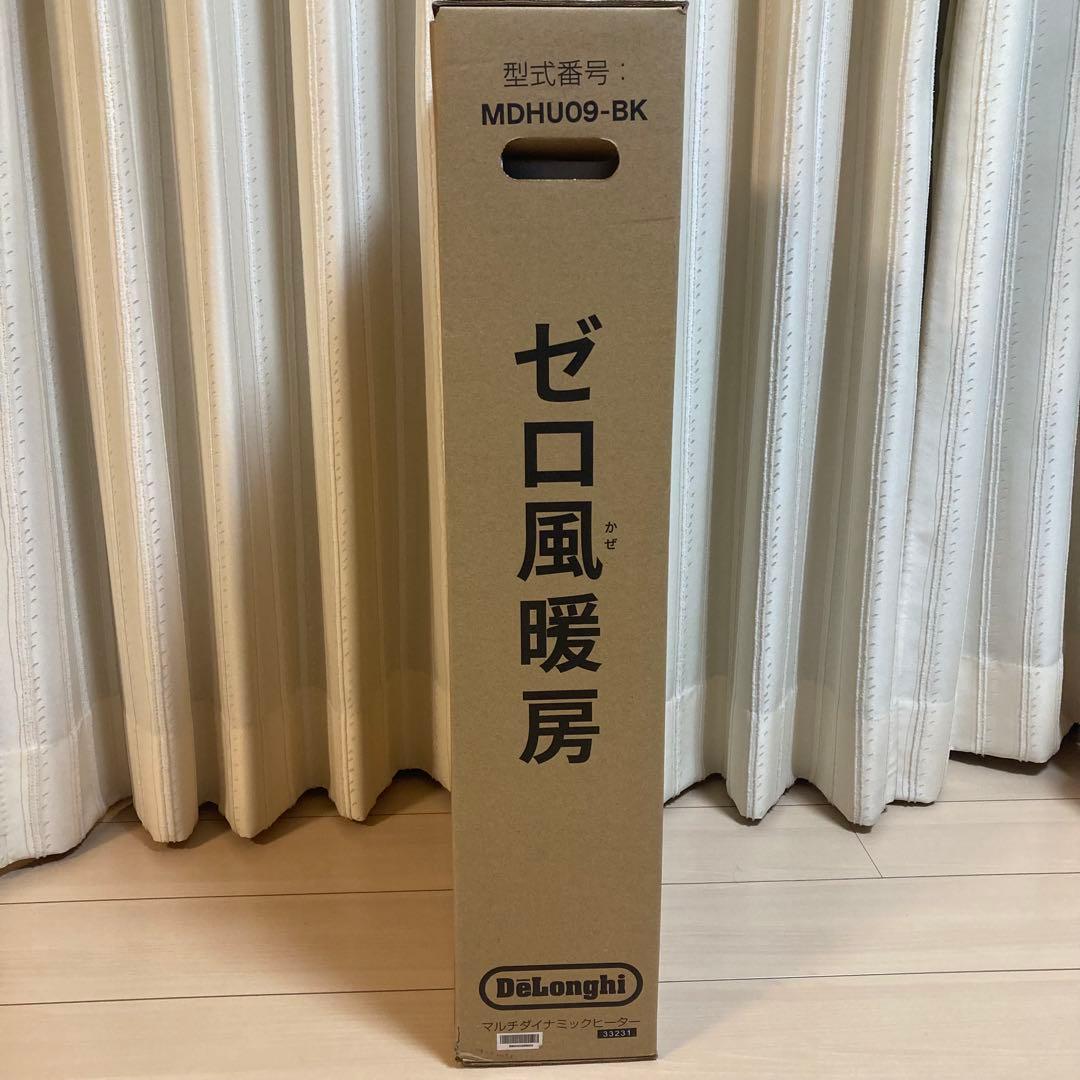 型式番号：
MDHU09-BK
ゼロ風暖房
かぜ
DeLonghi
マルチダイナミックヒーター
33231